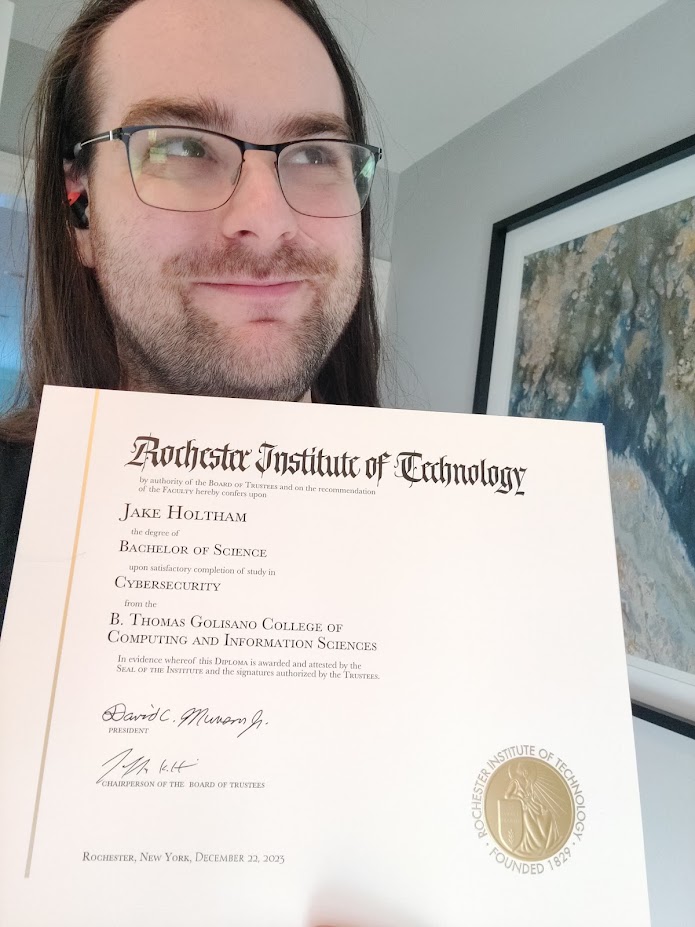 Rochester Institute of Technology
by authority of the Board of Trustees and on the recommendation
of the Faculty hereby confers upon
Jake Holtham
the degree of
Bachelor of Science
upon satisfactory completion of study in
Cybersecurity
from the
B. Thomas Golisano College of
Computing and Information Sciences
In evidence whereof this Diploma is awarded and attested by the
Seal of the Institute and the signatures authorized by the Trustees.
David C. Munson Jr.
PRESIDENT
CHAIRPERSON OF THE BOARD OF TRUSTEES
Rochester, New York, December 22, 2023
ROCHESTER INSTITUTE OF TECHNOLOGY
· FOUNDED 1829 ·